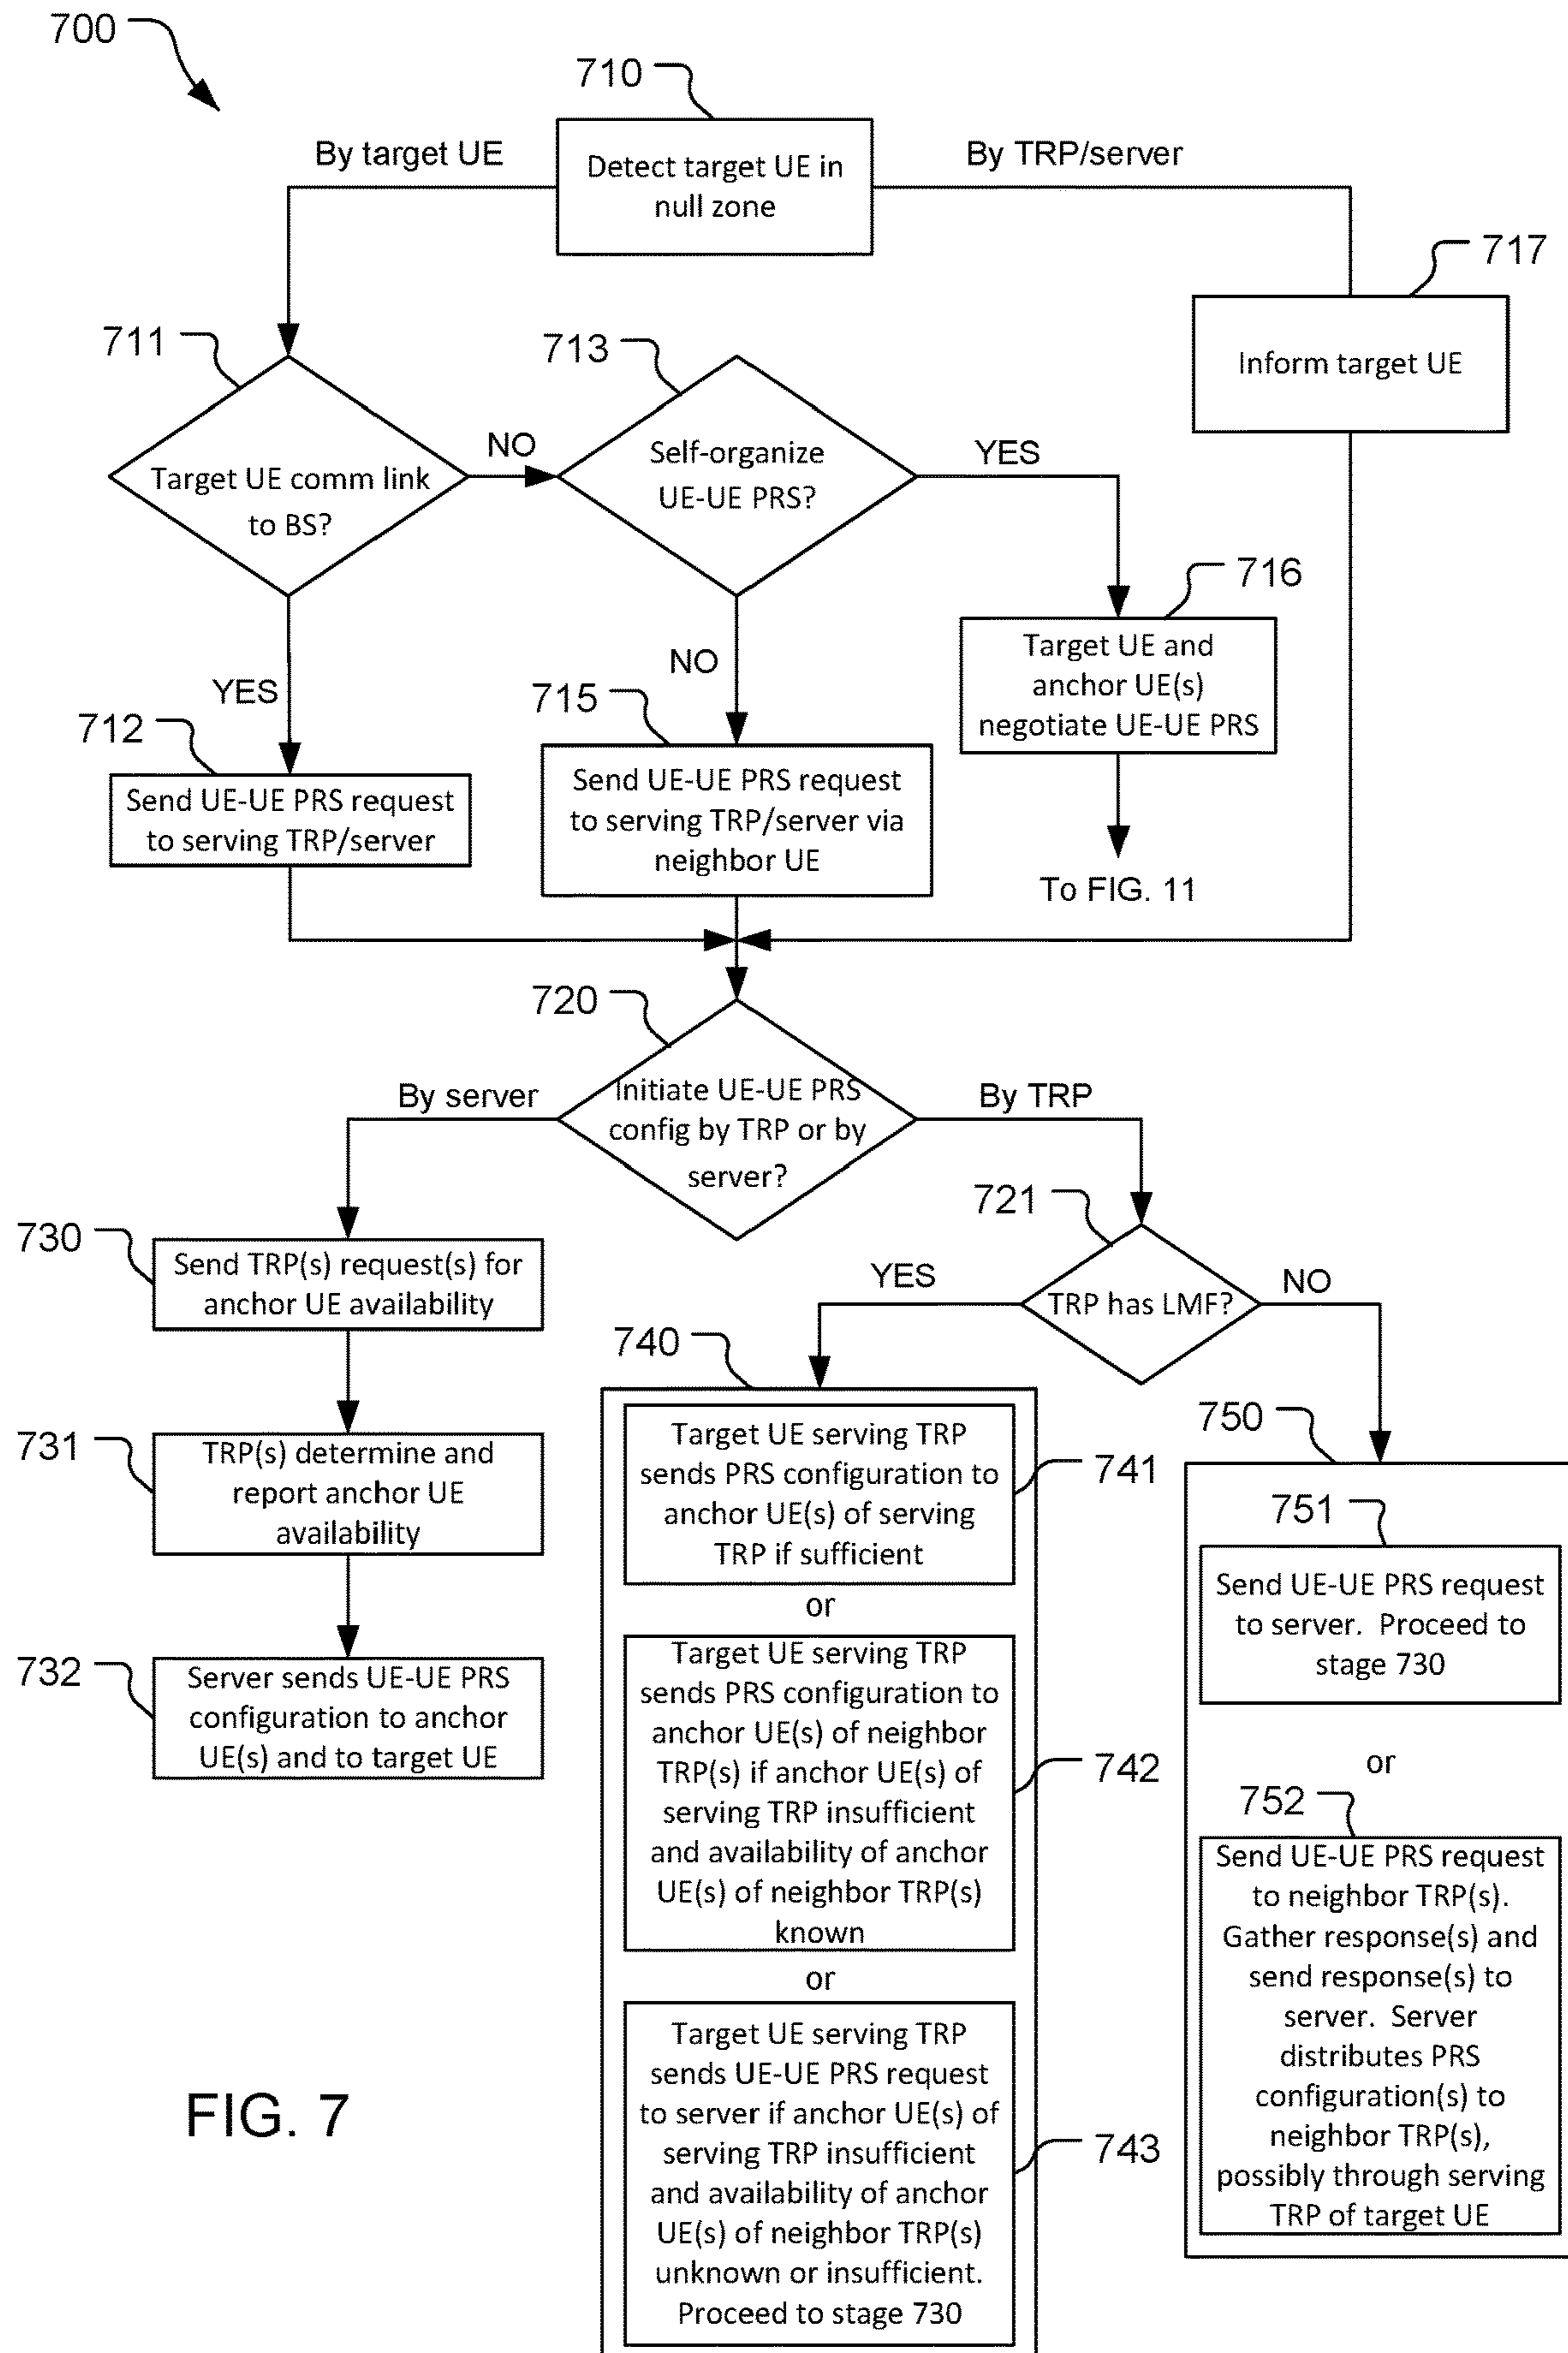 700
710
By target UE
Detect target UE in
null zone
By TRP/server
717
Inform target UE
711
Target UE comm link
to BS?
NO
713
Self-organize
UE-UE PRS?
YES
716
Target UE and
anchor UE(s)
negotiate UE-UE PRS
To FIG. 11
YES
712
Send UE-UE PRS request
to serving TRP/server
NO
715
Send UE-UE PRS request
to serving TRP/server via
neighbor UE
720
Initiate UE-UE PRS
config by TRP or by
server?
By server
By TRP
730
Send TRP(s) request(s) for
anchor UE availability
731
TRP(s) determine and
report anchor UE
availability
732
Server sends UE-UE PRS
configuration to anchor
UE(s) and to target UE
721
TRP has LMF?
YES
NO
740
Target UE serving TRP
sends PRS configuration to
anchor UE(s) of serving
TRP if sufficient
741
or
Target UE serving TRP
sends PRS configuration to
anchor UE(s) of neighbor
TRP(s) if anchor UE(s) of
serving TRP insufficient
and availability of anchor
UE(s) of neighbor TRP(s)
known
742
or
Target UE serving TRP
sends UE-UE PRS request
to server if anchor UE(s) of
serving TRP insufficient
and availability of anchor
UE(s) of neighbor TRP(s)
unknown or insufficient.
Proceed to stage 730
743
750
751
Send UE-UE PRS request
to server. Proceed to
stage 730
or
752
Send UE-UE PRS request
to neighbor TRP(s).
Gather response(s) and
send response(s) to
server. Server
distributes PRS
configuration(s) to
neighbor TRP(s),
possibly through serving
TRP of target UE
FIG. 7